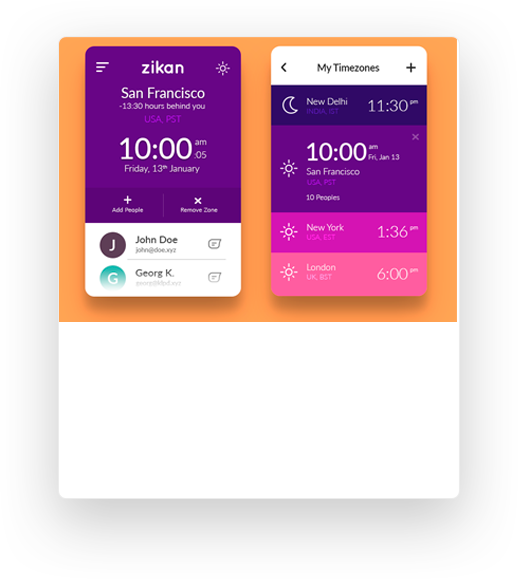 zikan
San Francisco
-13:30 hours behind you
USA, PST
10:00 am :05
Friday, 13th January
Add People
Remove Zone
J
John Doe
john@doe.xyz
G
Georg K.
My Timezones
New Delhi
INDIA, IST
11:30 pm
10:00 am
Fri, Jan 13
San Francisco
USA, PST
10 Peoples
New York
USA, EST
1:36 pm
London
UK, BST
6:00 pm